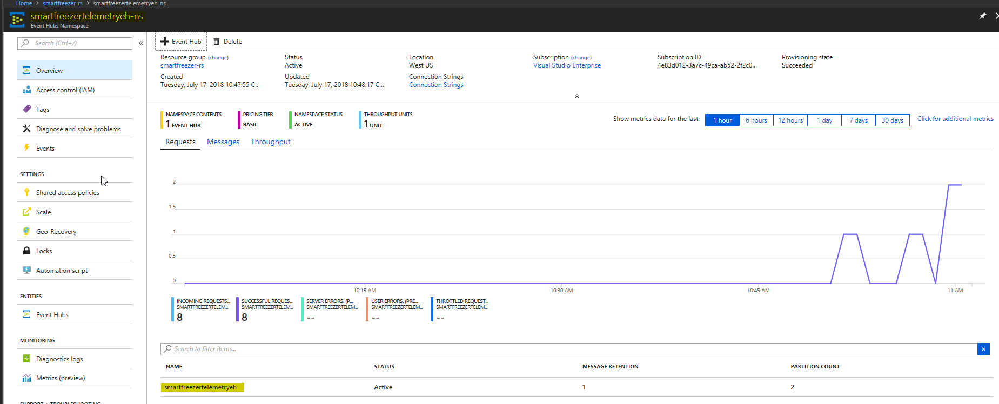 Home > smartfreezer-rs > smartfreezertelemetryeh-ns
smartfreezertelemetryeh-ns
Event Hubs Namespace
Search (Ctrl+/)
«
Overview
Access control (IAM)
Tags
Diagnose and solve problems
Events
SETTINGS
Shared access policies
Scale
Geo-Recovery
Locks
Automation script
ENTITIES
Event Hubs
MONITORING
Diagnostics logs
Metrics (preview)
SUPPORT + TROUBLESHOOTING
Event Hub Delete
Resource group (change)
smartfreezer-rs
Status
Active
Location
West US
Subscription (change)
Visual Studio Enterprise
Subscription ID
4e83d012-3a7c-49ca-ab52-2f2c0...
Provisioning state
Succeeded
Created
Tuesday, July 17, 2018 10:47:55 C...
Updated
Tuesday, July 17, 2018 10:48:17 C...
Connection Strings
Connection Strings
NAMESPACE CONTENTS
1 EVENT HUB
PRICING TIER
BASIC
NAMESPACE STATUS
ACTIVE
THROUGHPUT UNITS
1 UNIT
Show metrics data for the last: 1 hour 6 hours 12 hours 1 day 7 days 30 days Click for additional metrics
Requests Messages Throughput
2
1.5
1
0.5
0
10:15 AM 10:30 AM 10:45 AM 11 AM
INCOMING REQUESTS...
SMARTFREEZERTELEM...
8
SUCCESSFUL REQUES...
SMARTFREEZERTELEM...
8
SERVER ERRORS. (P...
SMARTFREEZERTELEM...
--
USER ERRORS. (PRE...
SMARTFREEZERTELEM...
--
THROTTLED REQUEST...
SMARTFREEZERTELEM...
--
Search to filter items...
NAME STATUS MESSAGE RETENTION PARTITION COUNT
smartfreezertelemetryeh Active 1 2